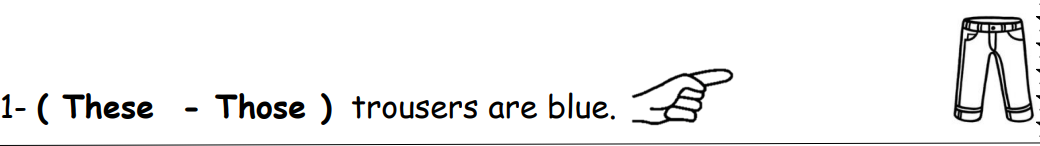 1- ( These - Those ) trousers are blue.